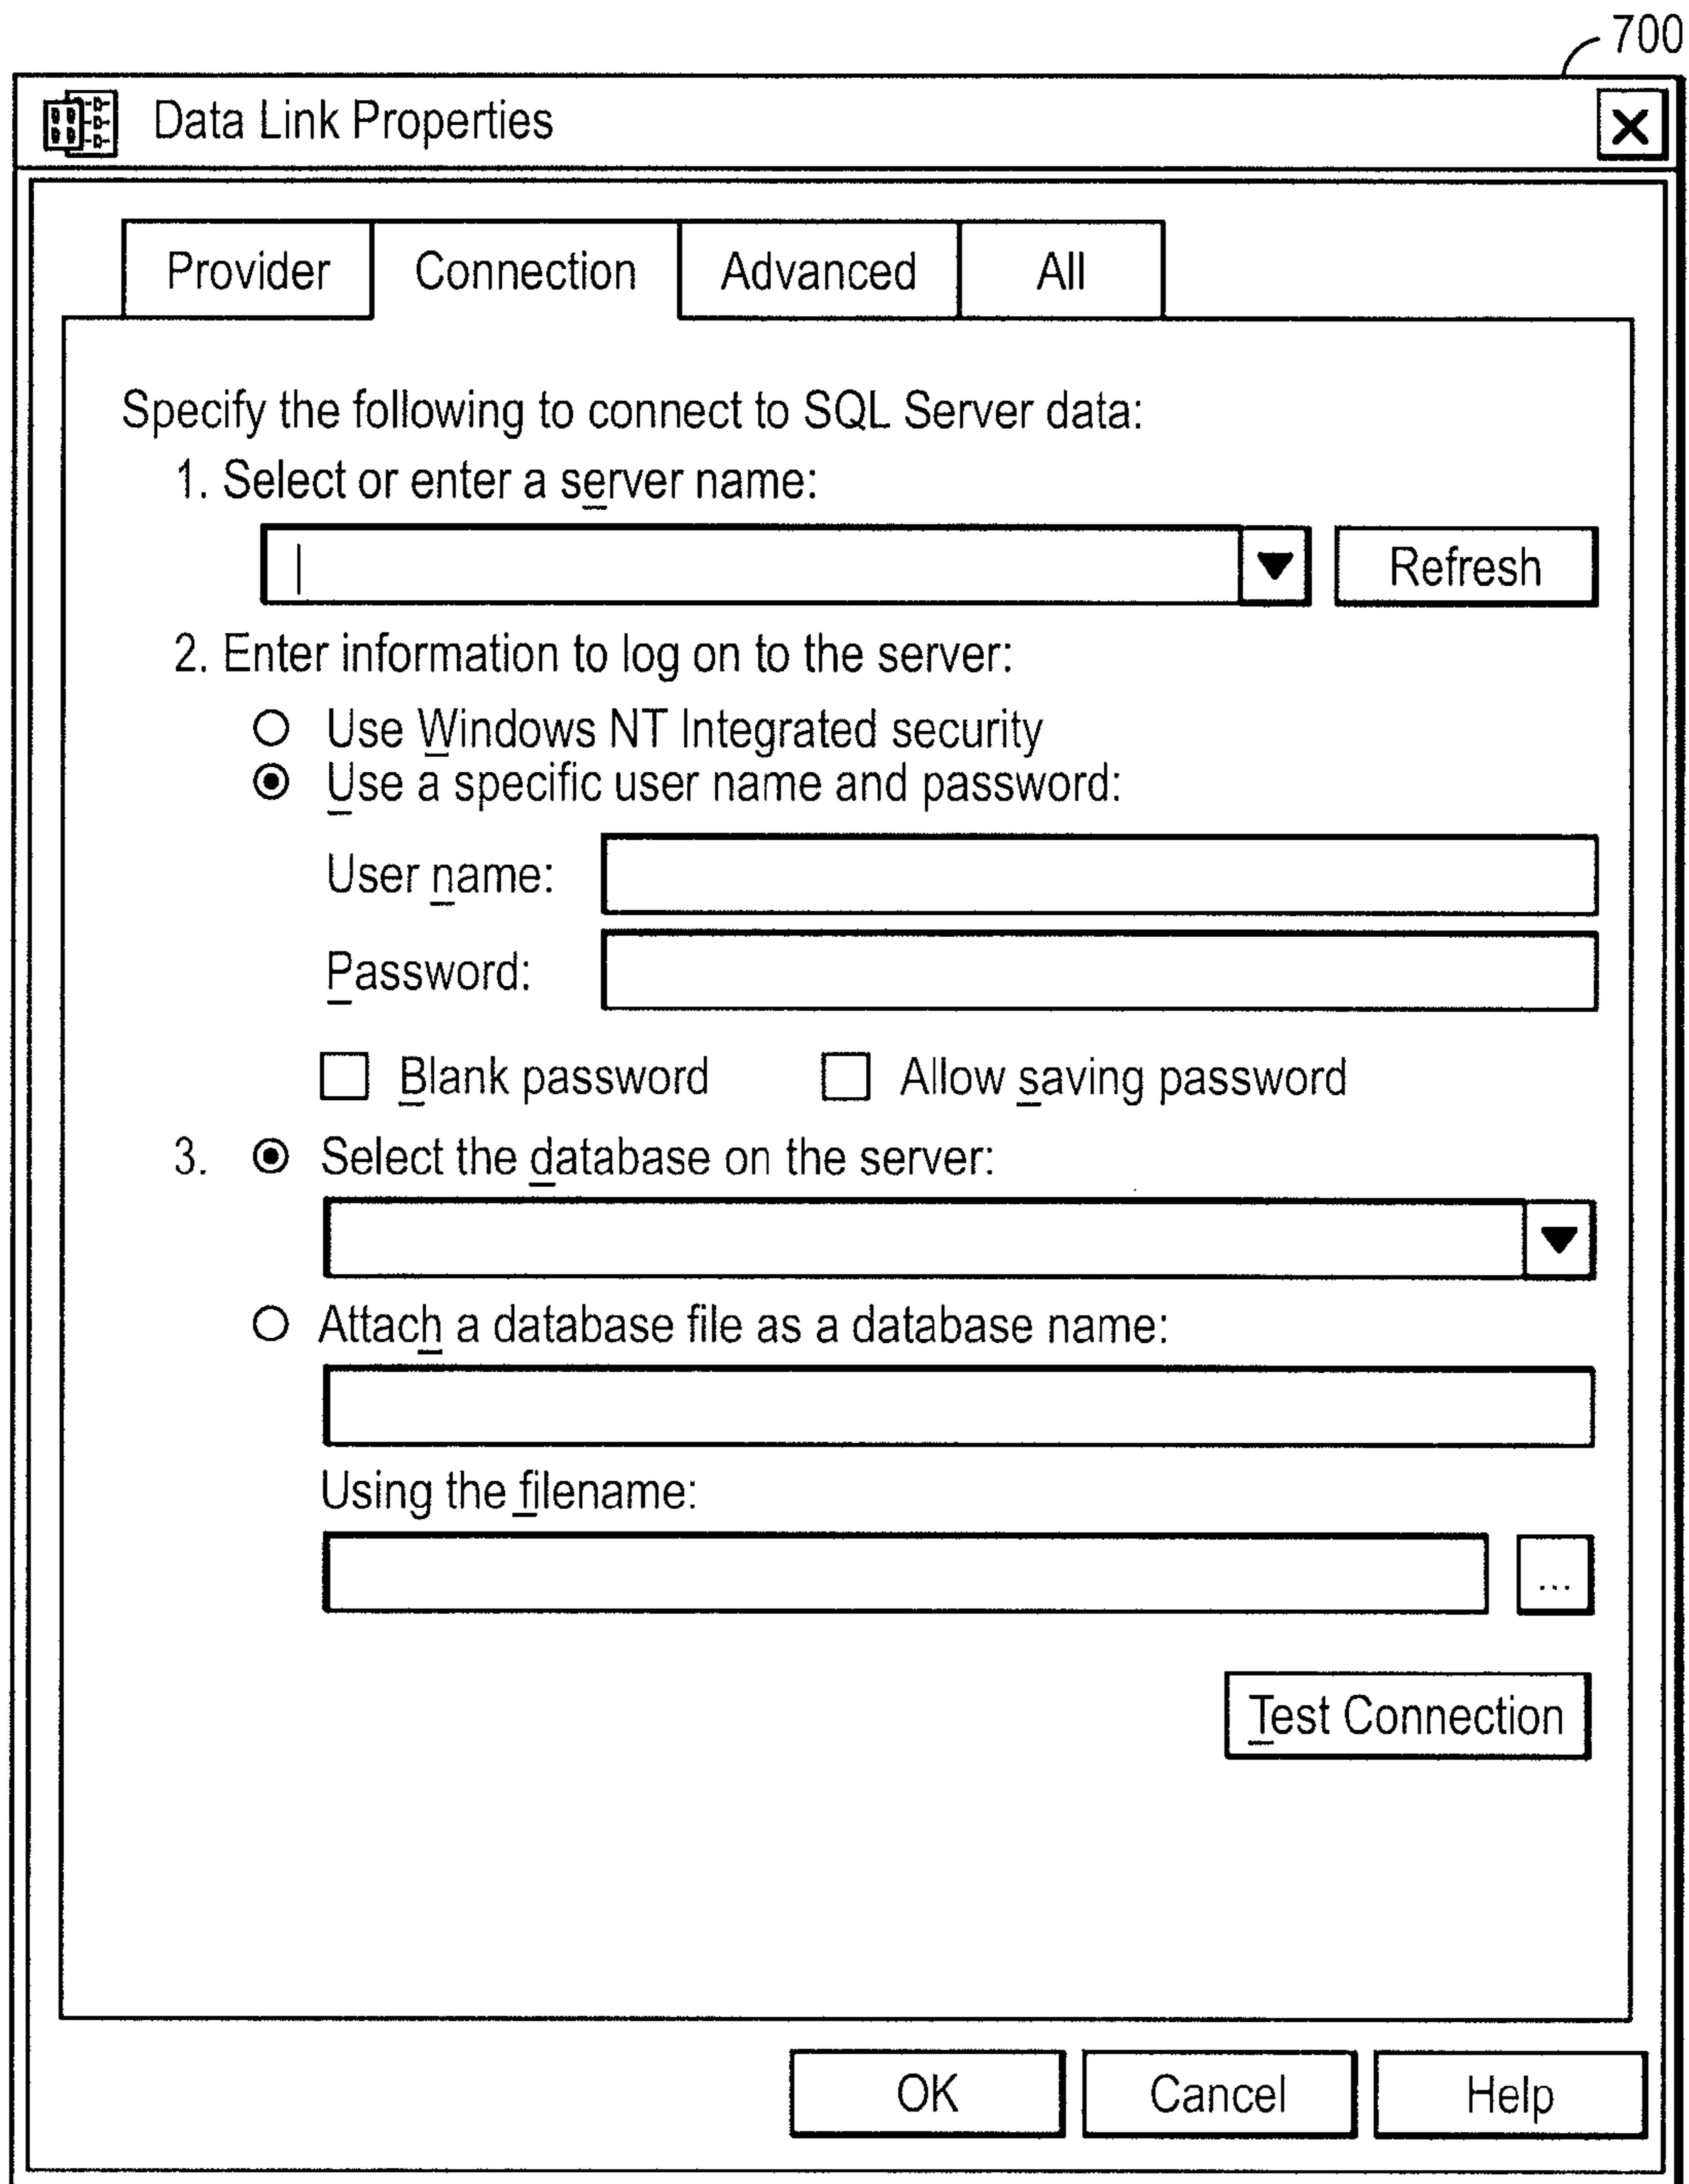 700
Data Link Properties
Provider Connection Advanced All
Specify the following to connect to SQL Server data:
1. Select or enter a server name:
Refresh
2. Enter information to log on to the server:
Use Windows NT Integrated security
Use a specific user name and password:
User name:
Password:
Blank password Allow saving password
3. Select the database on the server:
Attach a database file as a database name:
Using the filename:
...
Test Connection
OK Cancel Help